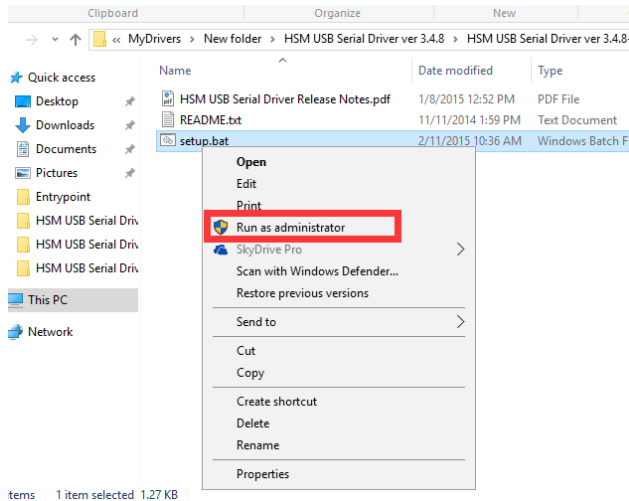 Clipboard Organize New
« MyDrivers > New folder > HSM USB Serial Driver ver 3.4.8 > HSM USB Serial Driver ver 3.4.8-
Name Date modified Type
Quick access
Desktop
Downloads
Documents
Pictures
Entrypoint
HSM USB Serial Driv
HSM USB Serial Driv
HSM USB Serial Driv
This PC
Network
HSM USB Serial Driver Release Notes.pdf 1/8/2015 12:52 PM PDF File
README.txt 11/11/2014 1:59 PM Text Document
setup.bat 2/11/2015 10:36 AM Windows Batch F
Open
Edit
Print
Run as administrator
SkyDrive Pro
Scan with Windows Defender...
Restore previous versions
Send to
Cut
Copy
Create shortcut
Delete
Rename
Properties
items 1 item selected 1.27 KB